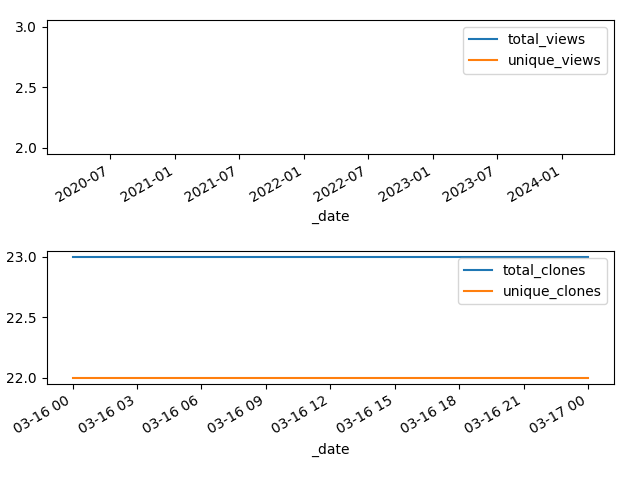 3.0
2.5
2.0
total_views
unique_views
2020-07 2021-01 2021-07 2022-01 2022-07 2023-01 2023-07 2024-01
_date
23.0
22.5
22.0
total_clones
unique_clones
03-16 00 03-16 03 03-16 06 03-16 09 03-16 12 03-16 15 03-16 18 03-16 21 03-17 00
_date